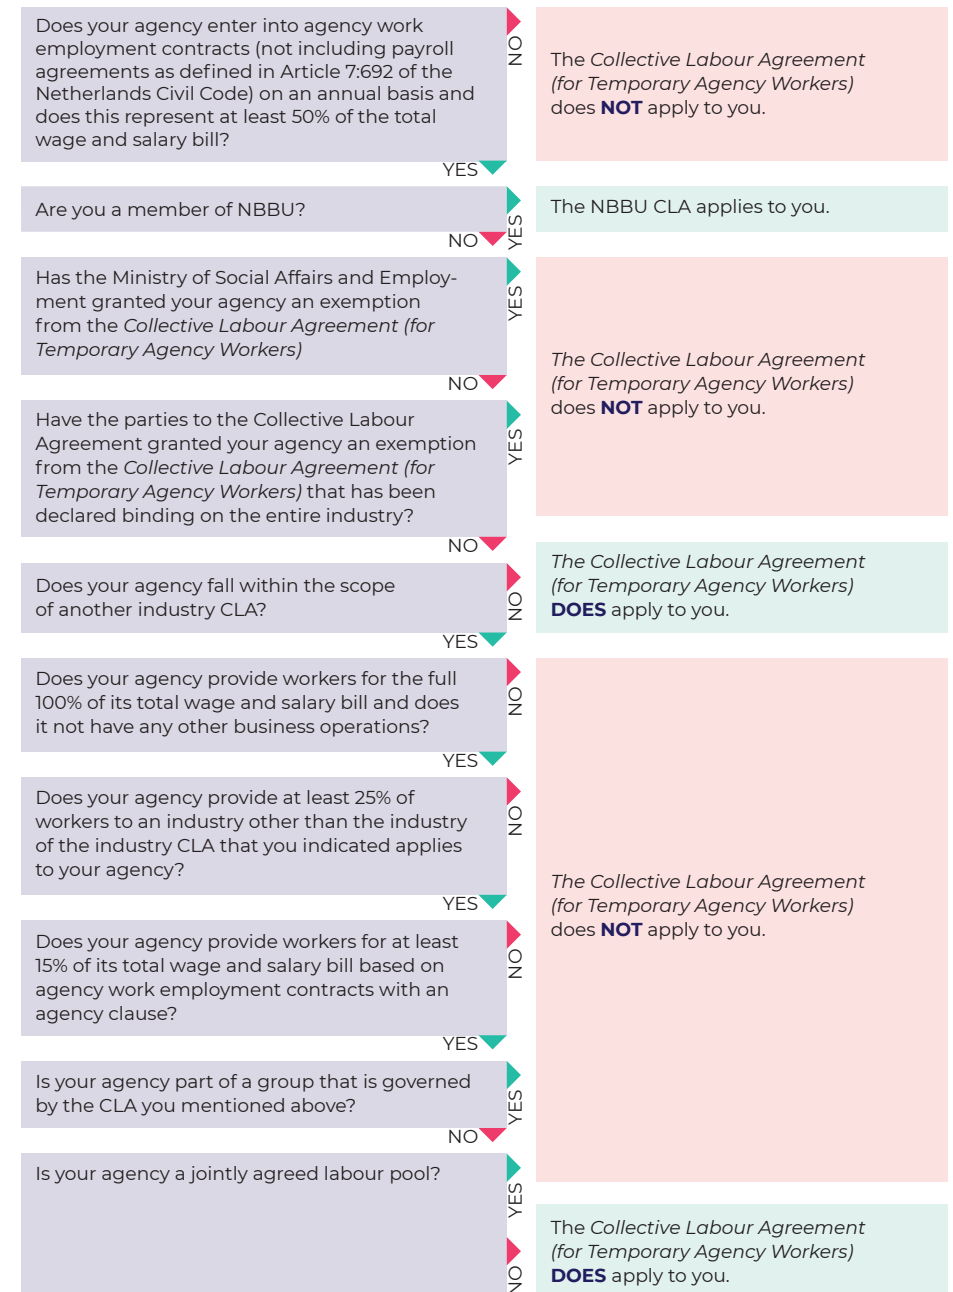 Does your agency enter into agency work
employment contracts (not including payroll
agreements as defined in Article 7:692 of the
Netherlands Civil Code) on an annual basis and
does this represent at least 50% of the total
wage and salary bill?
NO
The Collective Labour Agreement
(for Temporary Agency Workers)
does NOT apply to you.
YES
Are you a member of NBBU?
YES
The NBBU CLA applies to you.
NO
Has the Ministry of Social Affairs and Employ-
ment granted your agency an exemption
from the Collective Labour Agreement (for
Temporary Agency Workers)
YES
NO
The Collective Labour Agreement
(for Temporary Agency Workers)
does NOT apply to you.
Have the parties to the Collective Labour
Agreement granted your agency an exemption
from the Collective Labour Agreement (for
Temporary Agency Workers) that has been
declared binding on the entire industry?
YES
NO
Does your agency fall within the scope
of another industry CLA?
NO
The Collective Labour Agreement
(for Temporary Agency Workers)
DOES apply to you.
YES
Does your agency provide workers for the full
100% of its total wage and salary bill and does
it not have any other business operations?
NO
YES
Does your agency provide at least 25% of
workers to an industry other than the industry
of the industry CLA that you indicated applies
to your agency?
NO
YES
The Collective Labour Agreement
(for Temporary Agency Workers)
does NOT apply to you.
Does your agency provide workers for at least
15% of its total wage and salary bill based on
agency work employment contracts with an
agency clause?
NO
YES
Is your agency part of a group that is governed
by the CLA you mentioned above?
YES
NO
Is your agency a jointly agreed labour pool?
YES
NO
The Collective Labour Agreement
(for Temporary Agency Workers)
DOES apply to you.